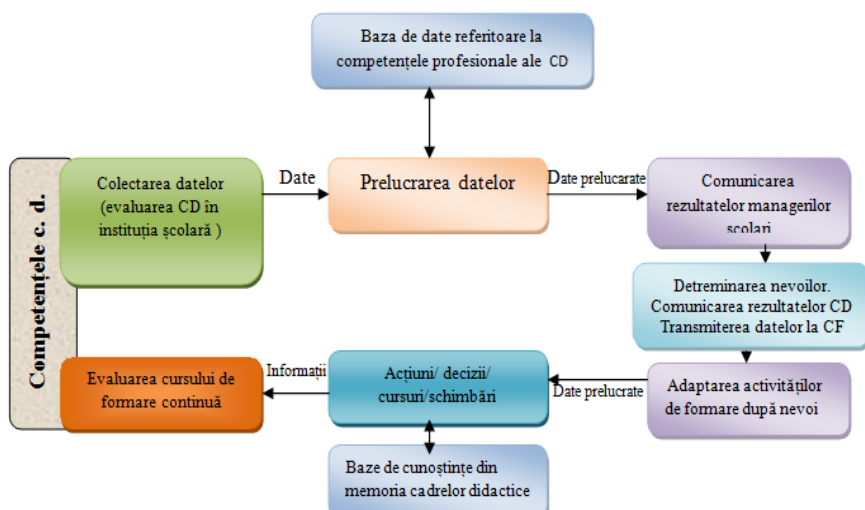 Baza de date referitoare la
competențele profesionale ale CD
Competențele c. d.
Colectarea datelor
(evaluarea CD în
instituția școlară )
Date
Prelucrarea datelor
Date prelucarate
Comunicarea
rezultatelor managerilor
școlari
Detreminarea nevoilor.
Comunicarea rezultatelor CD
Transmiterea datelor la CF
Adaptarea activităților
de formare după nevoi
Date prelucrate
Acțiuni/ decizii/
cursuri/schimbări
Informații
Evaluarea cursului de
formare continuă
Baze de cunoștințe din
memoria cadrelor didactice